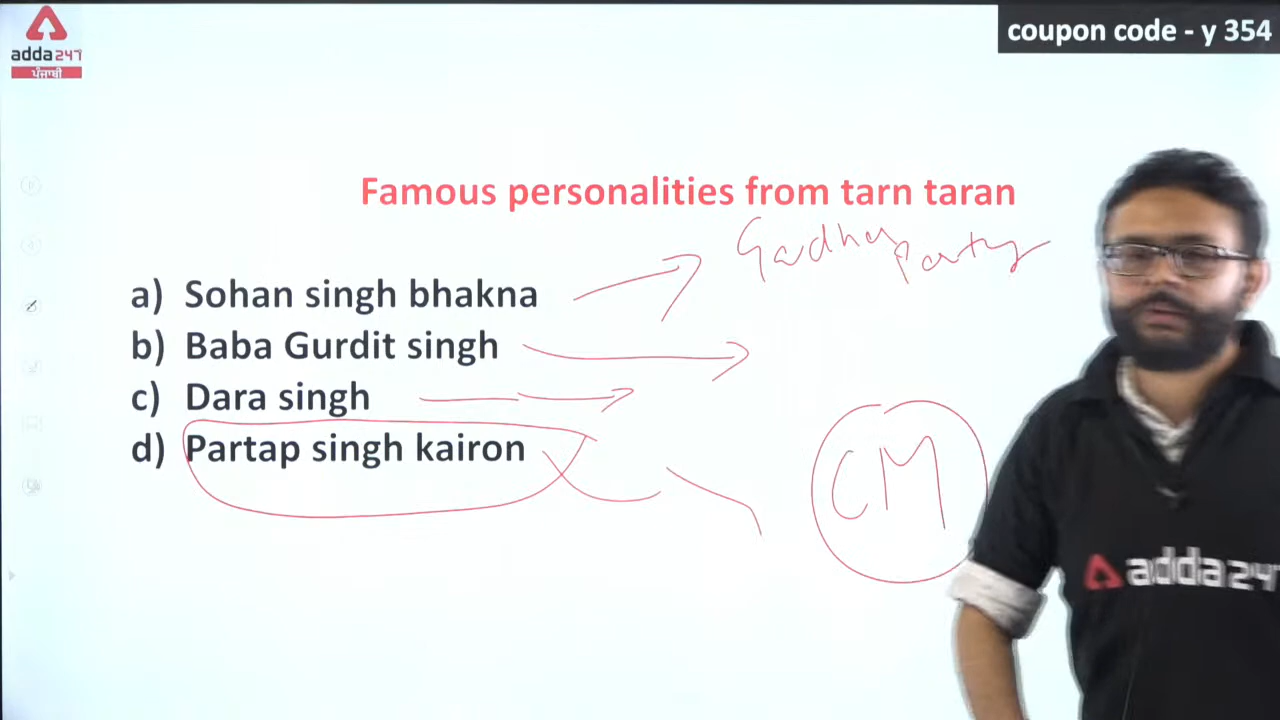 adda247
ਪੰਜਾਬੀ
coupon code - y 354
Famous personalities from tarn taran
Party
a) Sohan singh bhakna
b) Baba Gurdit singh
c) Dara singh
d) Partap singh kairon
CM
adda247